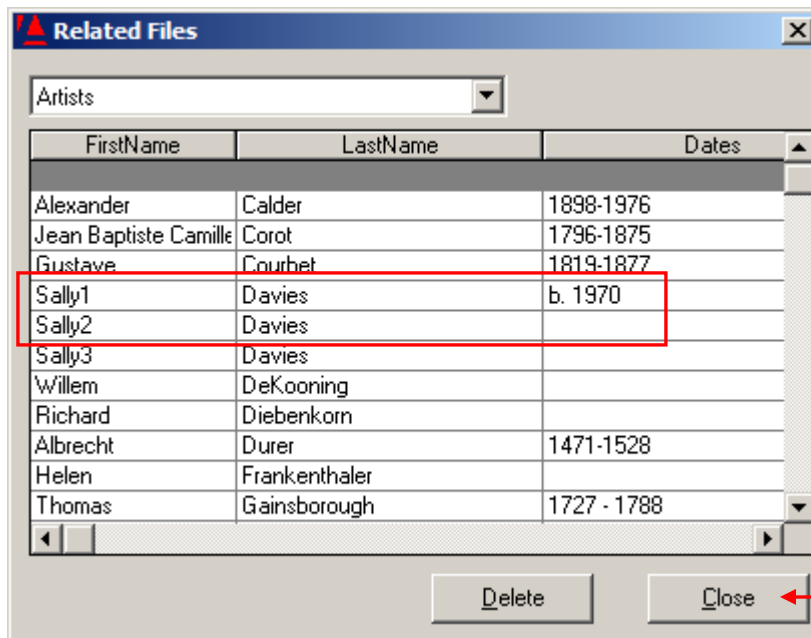 Related Files
Artists
FirstName LastName Dates
Alexander Calder 1898-1976
Jean Baptiste Camille Corot 1796-1875
Gustave Courbet 1819-1877
Sally1 Davies b. 1970
Sally2 Davies
Sally3 Davies
Willem DeKooning
Richard Diebenkorn
Albrecht Durer 1471-1528
Helen Frankenthaler
Thomas Gainsborough 1727 - 1788
Delete Close